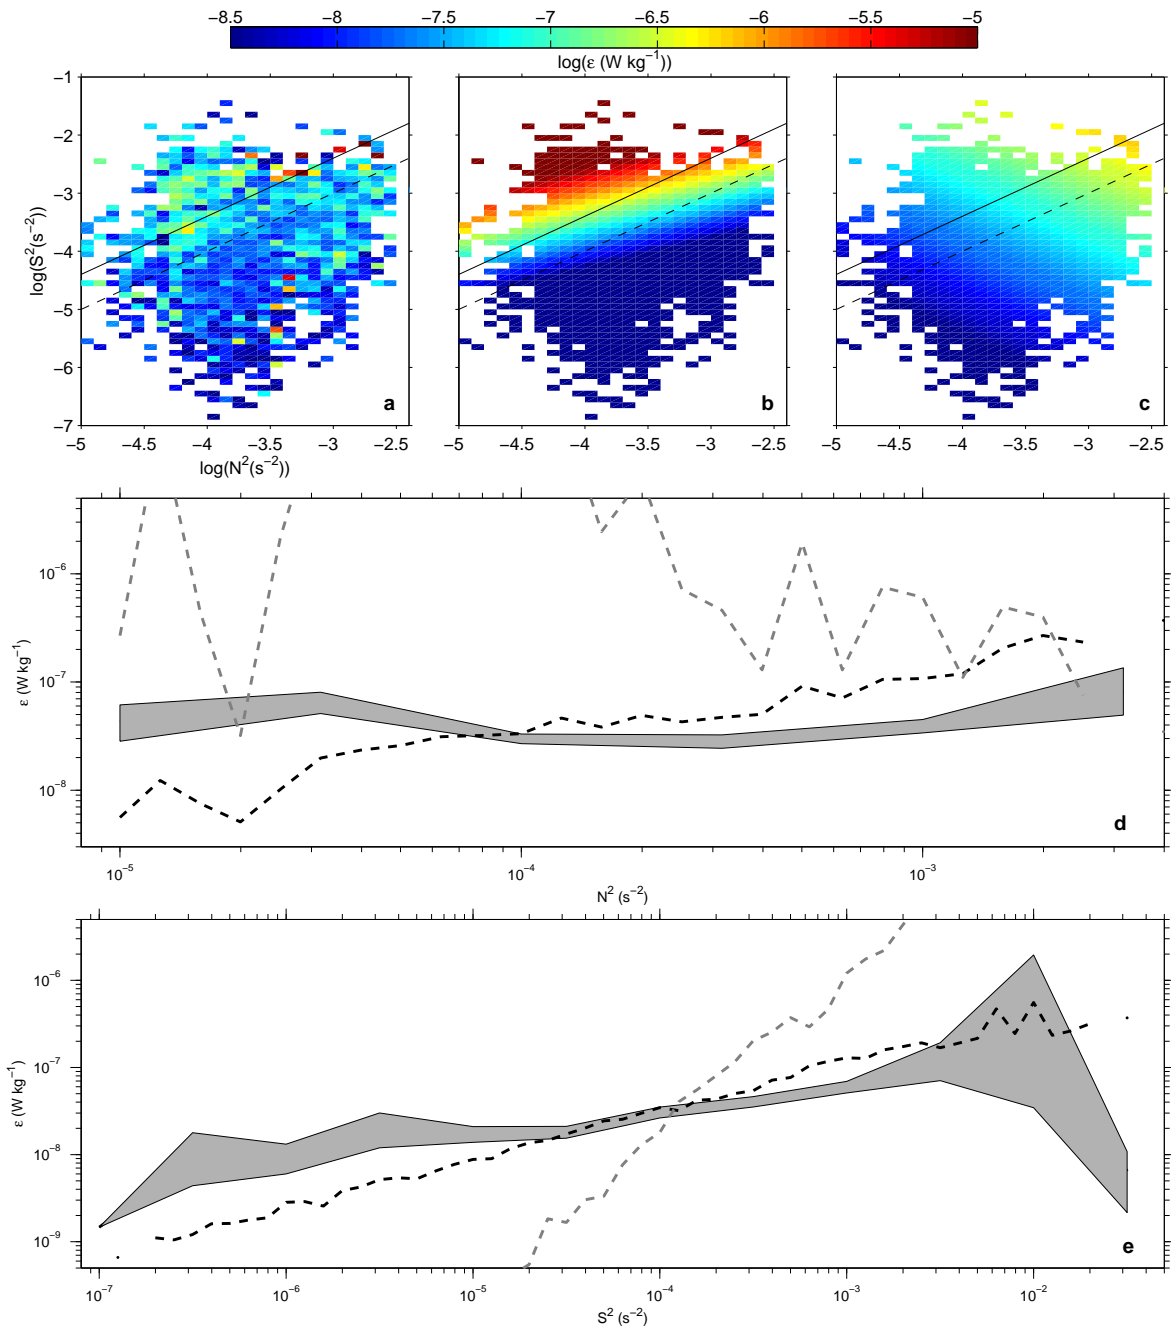 −8.5 −8 −7.5 −7 −6.5 −6 −5.5 −5
log(ε (W kg⁻¹))
−1
−2
−3
−4
−5
−6
−7
log(S²(s⁻²))
a b c
−5 −4.5 −4 −3.5 −3 −2.5 −5 −4.5 −4 −3.5 −3 −2.5 −5 −4.5 −4 −3.5 −3 −2.5
log(N²(s⁻²))
10⁻⁶
10⁻⁷
10⁻⁸
ε (W kg⁻¹)
d
10⁻⁵ 10⁻⁴ 10⁻³
N² (s⁻²)
10⁻⁶
10⁻⁷
10⁻⁸
10⁻⁹
ε (W kg⁻¹)
e
10⁻⁷ 10⁻⁶ 10⁻⁵ 10⁻⁴ 10⁻³ 10⁻²
S² (s⁻²)